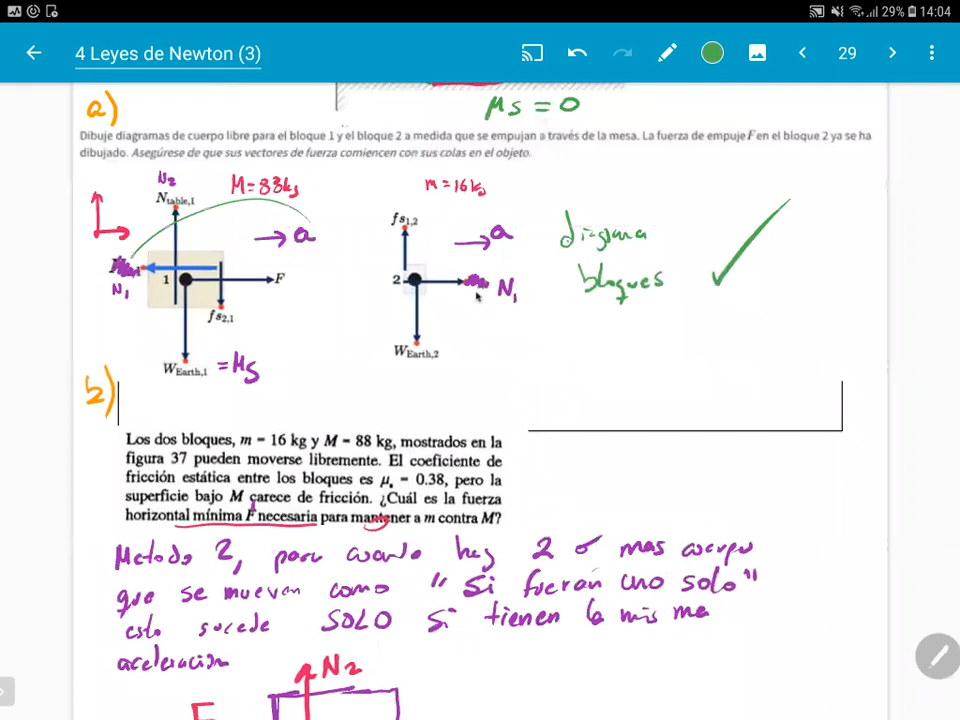 29% 14:04
4 Leyes de Newton (3)
29
a)
μs = 0
Dibuje diagramas de cuerpo libre para el bloque 1 y el bloque 2 a medida que se empujan a través de la mesa. La fuerza de empuje F en el bloque 2 ya se ha
dibujado. Asegúrese de que sus vectores de fuerza comiencen con sus colas en el objeto.
N2
M = 88kg
m = 16kg
Ntable,1
fs1,2
a
a
diagrama
bloques
1
F
N1
2
N1
fs2,1
WEarth,1 = Mg
WEarth,2
b)
Los dos bloques, m = 16 kg y M = 88 kg, mostrados en la
figura 37 pueden moverse libremente. El coeficiente de
fricción estática entre los bloques es μs = 0.38, pero la
superficie bajo M carece de fricción. ¿Cuál es la fuerza
horizontal mínima F necesaria para mantener a m contra M?
Metodo 2, para cuando hay 2 o mas cuerpo
que se mueven como "si fueran uno solo"
esto sucede SOLO si tienen la misma
aceleración
N2
F